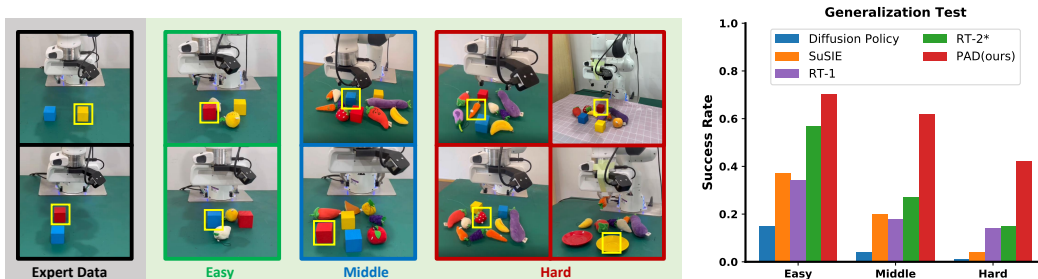 Expert Data
Easy
Middle
Hard
Generalization Test
Diffusion Policy
SuSIE
RT-1
RT-2*
PAD(ours)
Success Rate
1.0
0.8
0.6
0.4
0.2
0.0
Easy
Middle
Hard